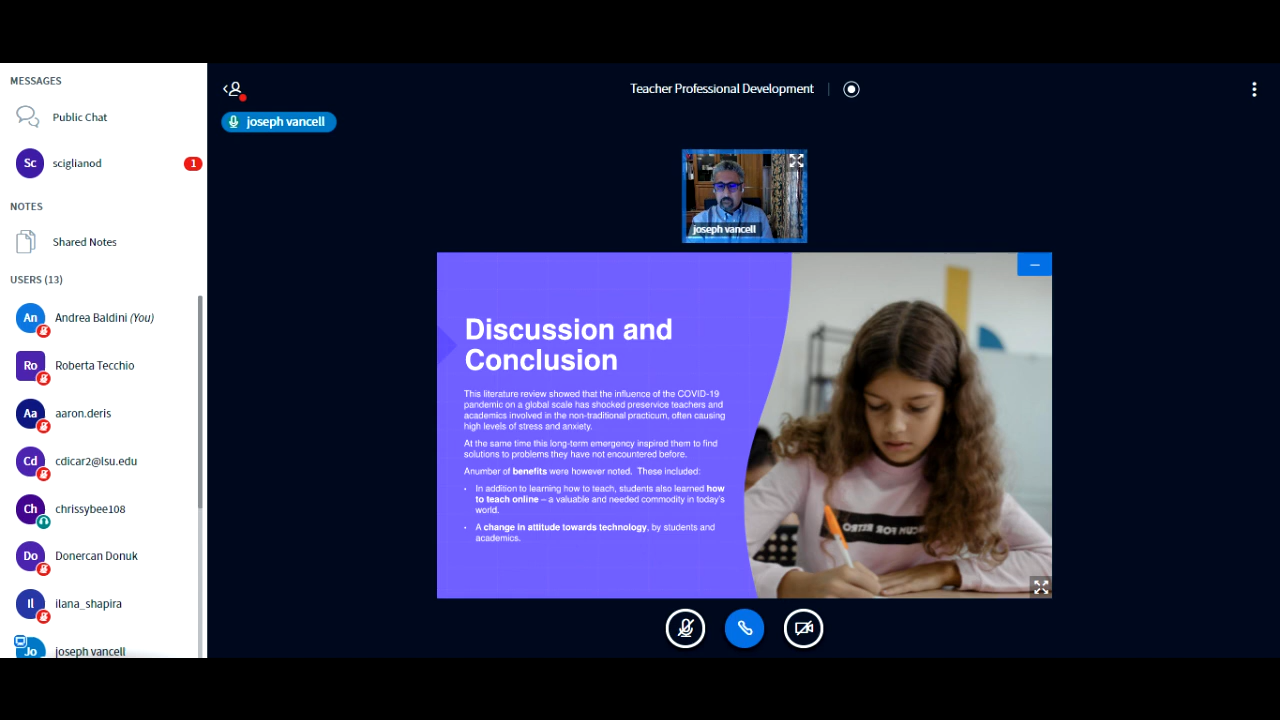 MESSAGES
Public Chat
Sc
sciglianod
1
NOTES
Shared Notes
USERS (13)
An
Andrea Baldini (You)
Ro
Roberta Tecchio
Aa
aaron.deris
Cd
cdicar2@lsu.edu
Ch
chrissybee108
Do
Donercan Donuk
Il
ilana_shapira
Jo
joseph vancell
Teacher Professional Development
joseph vancell
joseph vancell
Discussion and
Conclusion
This literature review showed that the influence of the COVID-19
pandemic on a global scale has shocked preservice teachers and
academics involved in the non-traditional practicum, often causing
high levels of stress and anxiety.
At the same time this long-term emergency inspired them to find
solutions to problems they have not encountered before.
Anumber of benefits were however noted. These included:
• In addition to learning how to teach, students also learned how
to teach online – a valuable and needed commodity in today's
world.
• A change in attitude towards technology, by students and
academics.